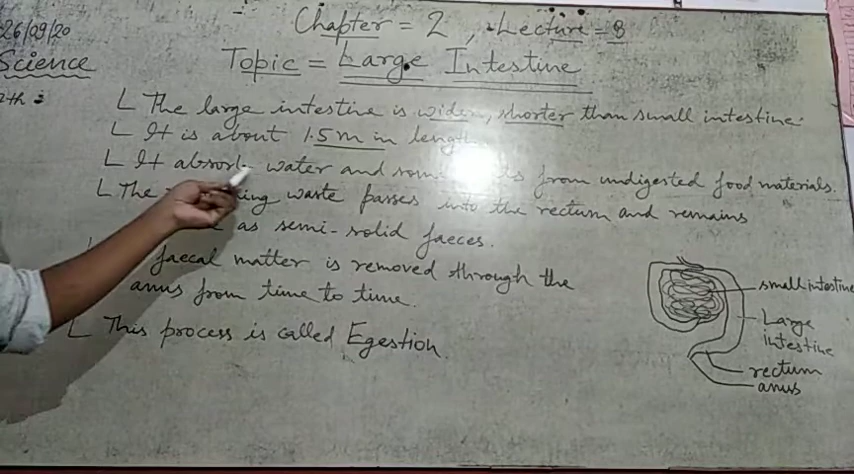 26/09/20
Chapter = 2, Lecture = 8
Science
Topic = Large Intestine
7th :
The large intestine is wider, shorter than small intestine.
It is about 1.5m in length
It absorb water and some from undigested food materials.
The waste passes into the rectum and remains
as semi-solid faeces.
faecal matter is removed through the
anus from time to time.
This process is called Egestion.
small intestine
Large
intestine
rectum
anus